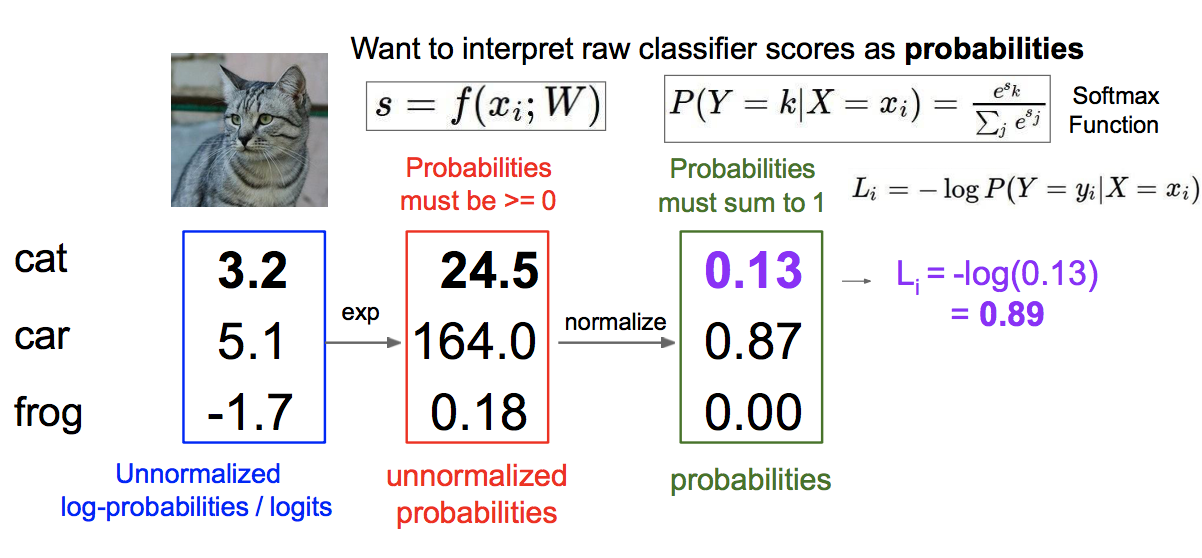 Want to interpret raw classifier scores as probabilities
s = f(x_i; W)
P(Y = k|X = x_i) = e^{s_k} / ∑_j e^{s_j}
Softmax
Function
Probabilities
must be >= 0
Probabilities
must sum to 1
L_i = − log P(Y = y_i|X = x_i)
cat 3.2 24.5 0.13
L_i = -log(0.13)
= 0.89
exp
normalize
car 5.1 164.0 0.87
frog -1.7 0.18 0.00
Unnormalized
log-probabilities / logits
unnormalized
probabilities
probabilities